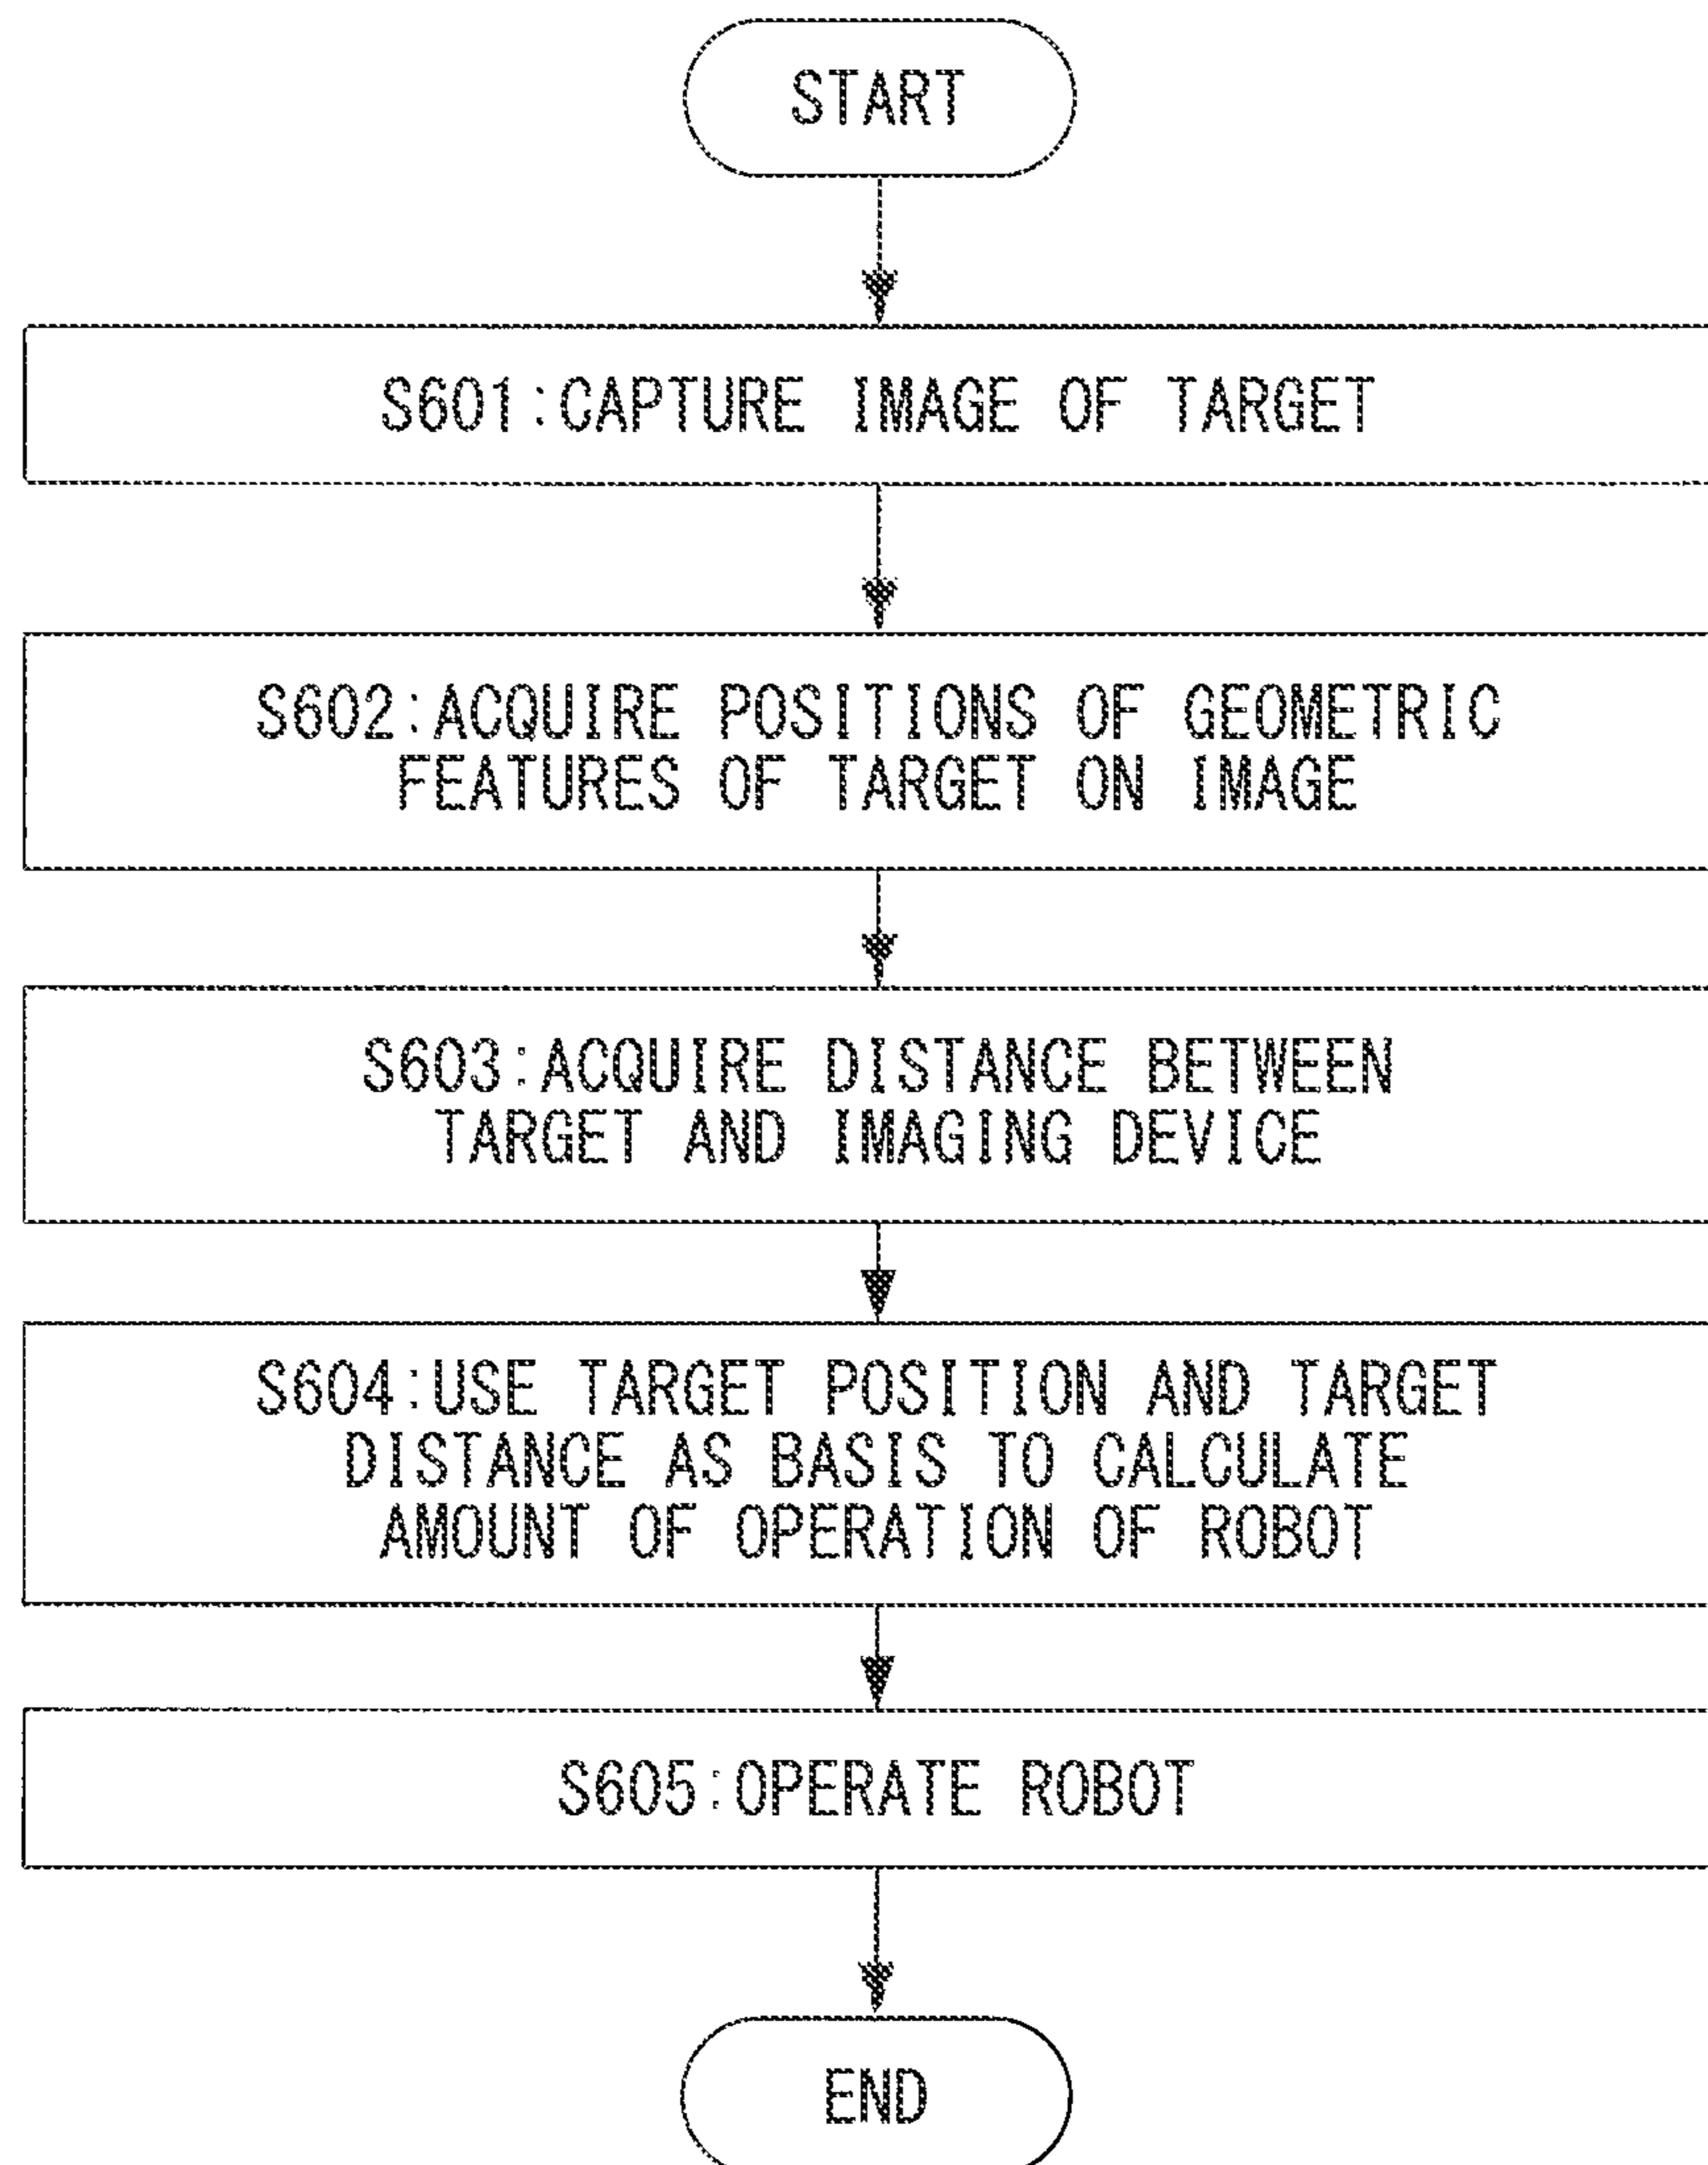 START
S601:CAPTURE IMAGE OF TARGET
S602:ACQUIRE POSITIONS OF GEOMETRIC
FEATURES OF TARGET ON IMAGE
S603:ACQUIRE DISTANCE BETWEEN
TARGET AND IMAGING DEVICE
S604:USE TARGET POSITION AND TARGET
DISTANCE AS BASIS TO CALCULATE
AMOUNT OF OPERATION OF ROBOT
S605:OPERATE ROBOT
END